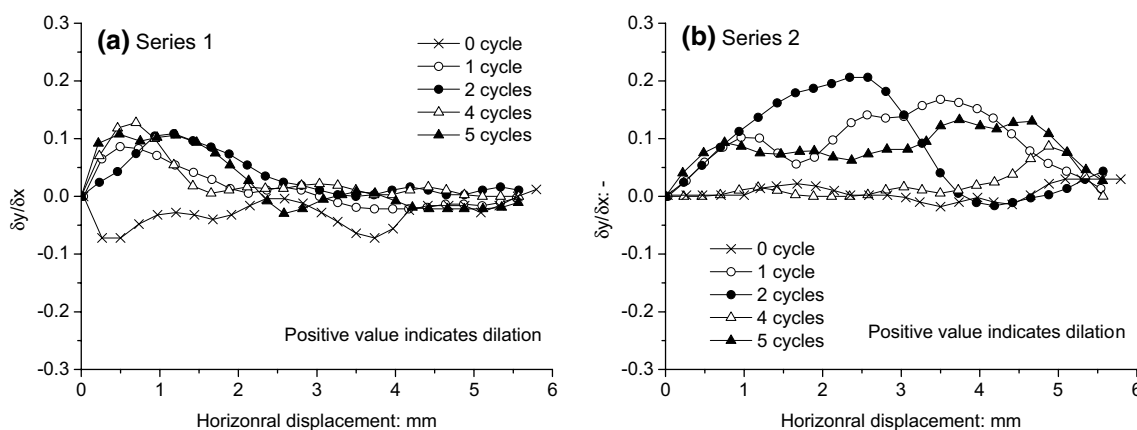 (a) Series 1
0 cycle
1 cycle
2 cycles
4 cycles
5 cycles
Positive value indicates dilation
δy/δx
0.3
0.2
0.1
0.0
-0.1
-0.2
-0.3
0 1 2 3 4 5 6
Horizonral displacement: mm
(b) Series 2
0 cycle
1 cycle
2 cycles
4 cycles
5 cycles
Positive value indicates dilation
δy/δx: -
0.3
0.2
0.1
0.0
-0.1
-0.2
-0.3
0 1 2 3 4 5 6
Horizonral displacement: mm